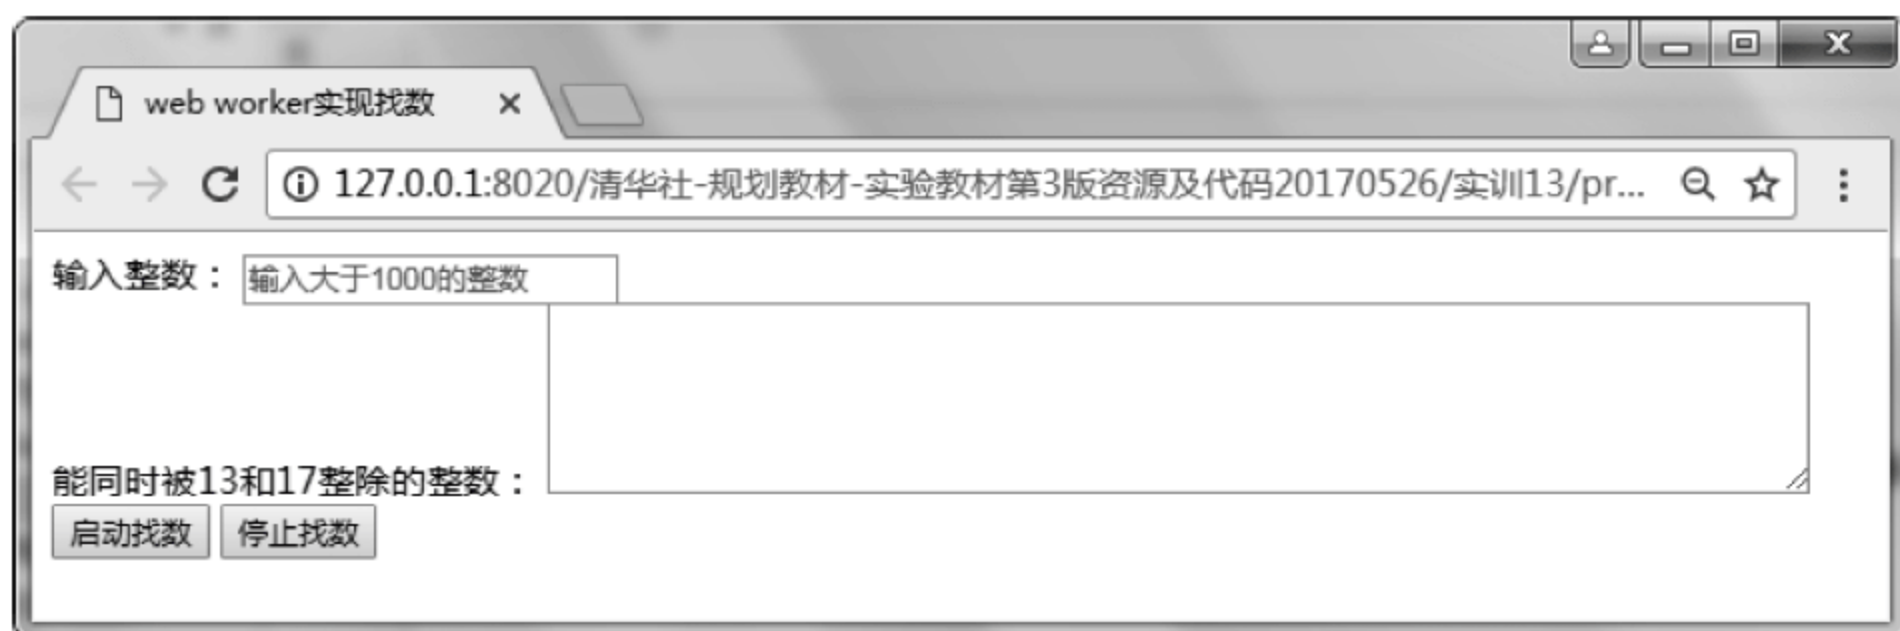 web worker实现找数
127.0.0.1:8020/清华社-规划教材-实验教材第3版资源及代码20170526/实训13/pr...
输入整数： 输入大于1000的整数
能同时被13和17整除的整数：
启动找数 停止找数